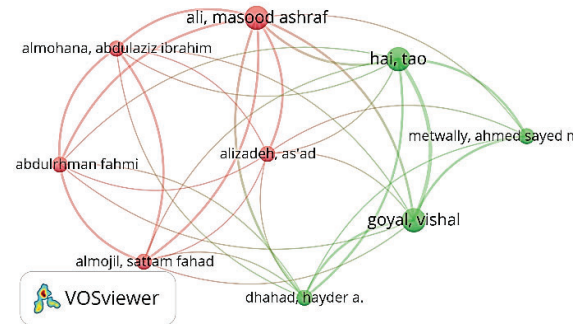 ali, masood ashraf
almohana, abdulaziz ibrahim
hai, tao
metwally, ahmed sayed m
abdulrhman fahmi
alizadeh, as'ad
goyal, vishal
almojil, sattam fahad
dhahad, hayder a.
VOSviewer